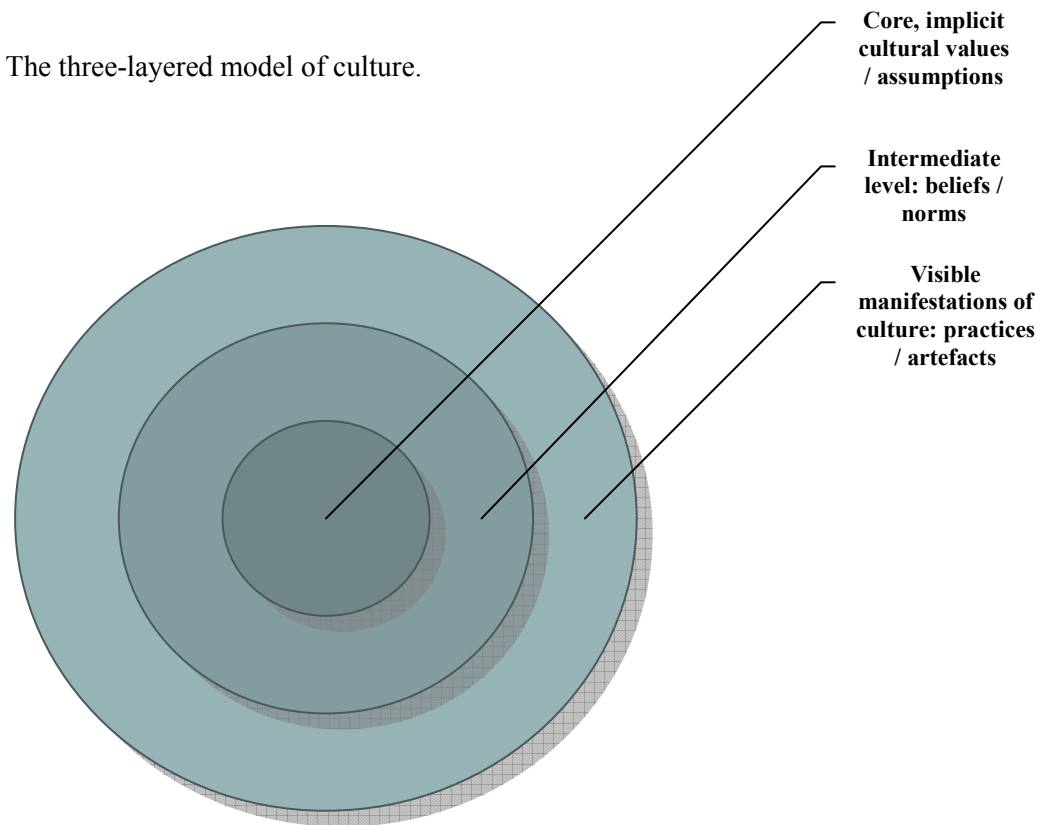 The three-layered model of culture.
Core, implicit
cultural values
/ assumptions
Intermediate
level: beliefs /
norms
Visible
manifestations of
culture: practices
/ artefacts